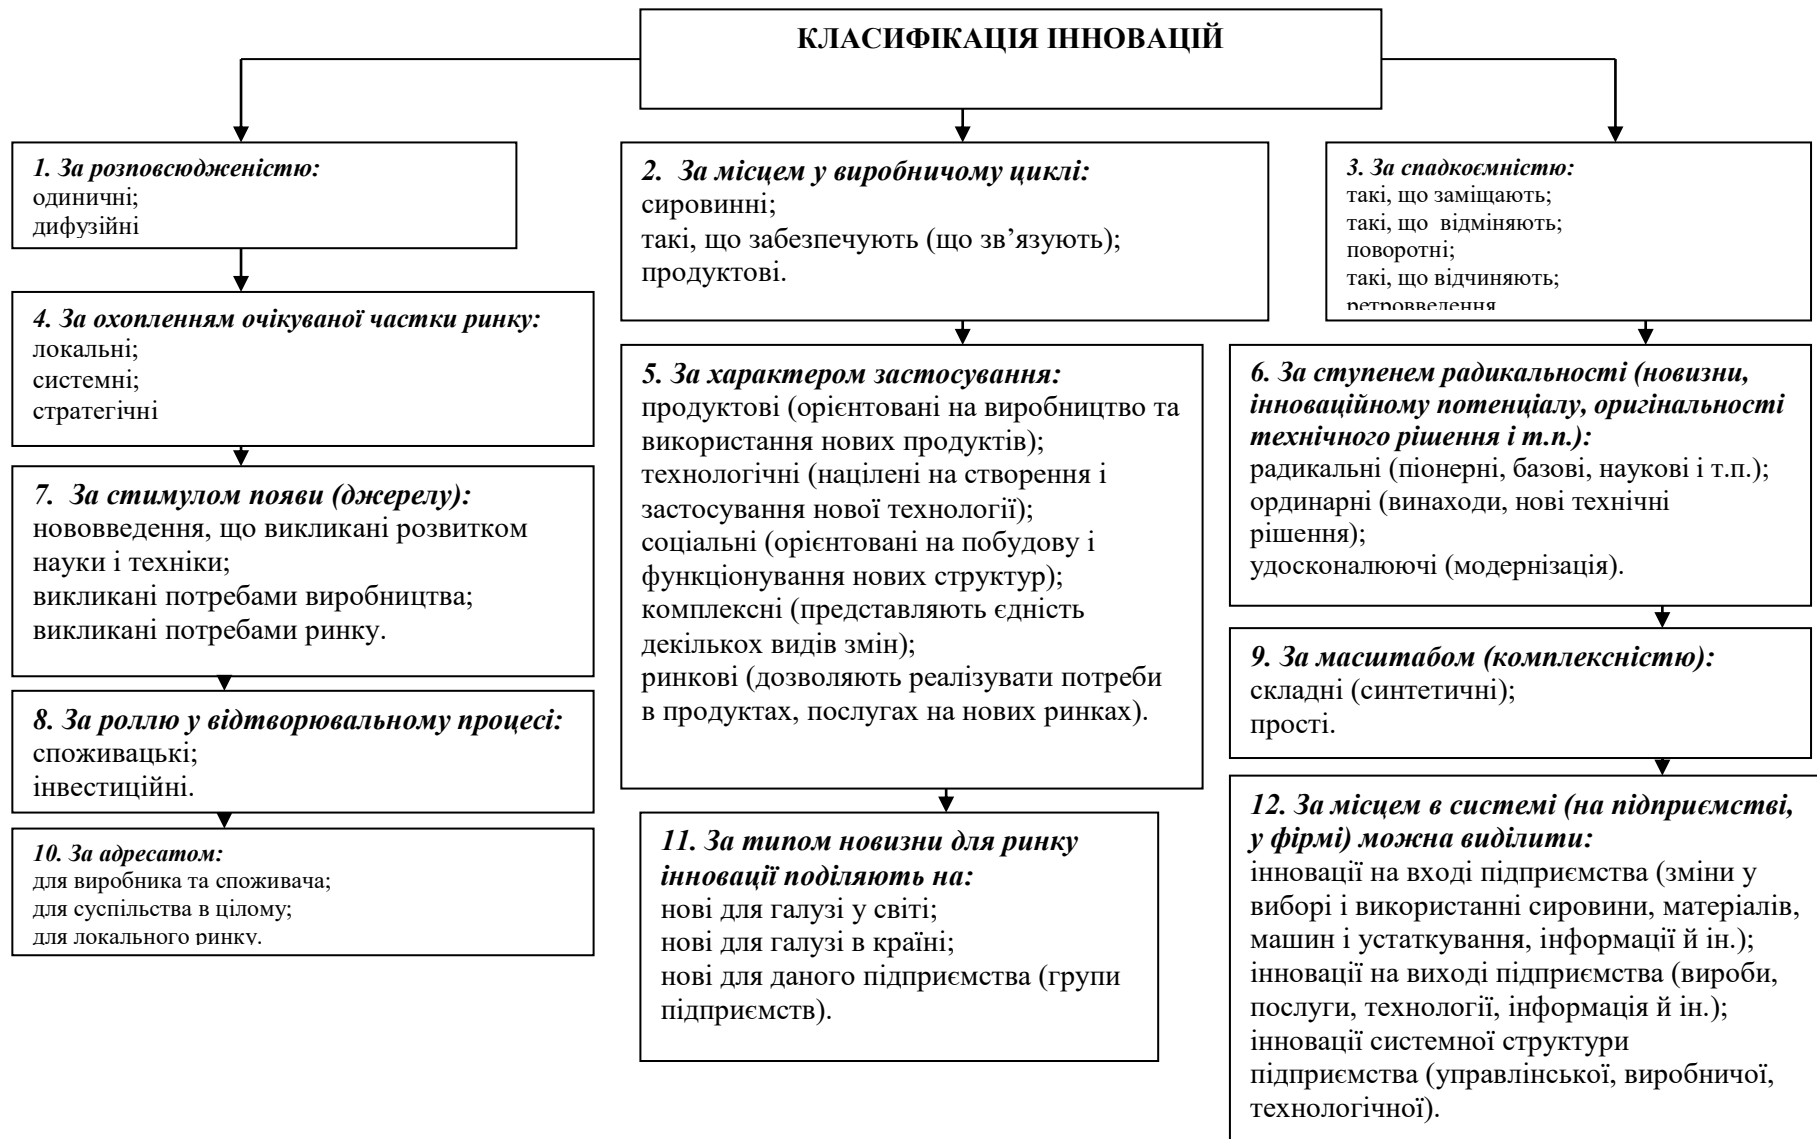 КЛАСИФІКАЦІЯ ІННОВАЦІЙ
1. За розповсюдженістю:
одиничні;
дифузійні
2. За місцем у виробничому циклі:
сировинні;
такі, що забезпечують (що зв’язують);
продуктові.
3. За спадкоємністю:
такі, що заміщають;
такі, що відміняють;
поворотні;
такі, що відчиняють;
ретровведення
4. За охопленням очікуваної частки ринку:
локальні;
системні;
стратегічні
5. За характером застосування:
продуктові (орієнтовані на виробництво та
використання нових продуктів);
технологічні (націлені на створення і
застосування нової технології);
соціальні (орієнтовані на побудову і
функціонування нових структур);
комплексні (представляють єдність
декількох видів змін);
ринкові (дозволяють реалізувати потреби
в продуктах, послугах на нових ринках).
6. За ступенем радикальності (новизни,
інноваційному потенціалу, оригінальності
технічного рішення і т.п.):
радикальні (піонерні, базові, наукові і т.п.);
ординарні (винаходи, нові технічні
рішення);
удосконалюючі (модернізація).
7. За стимулом появи (джерелу):
нововведення, що викликані розвитком
науки і техніки;
викликані потребами виробництва;
викликані потребами ринку.
8. За роллю у відтворювальному процесі:
споживацькі;
інвестиційні.
9. За масштабом (комплексністю):
складні (синтетичні);
прості.
10. За адресатом:
для виробника та споживача;
для суспільства в цілому;
для локального ринку.
11. За типом новизни для ринку
інновації поділяють на:
нові для галузі у світі;
нові для галузі в країні;
нові для даного підприємства (групи
підприємств).
12. За місцем в системі (на підприємстві,
у фірмі) можна виділити:
інновації на вході підприємства (зміни у
виборі і використанні сировини, матеріалів,
машин і устаткування, інформації й ін.);
інновації на виході підприємства (вироби,
послуги, технології, інформація й ін.);
інновації системної структури
підприємства (управлінської, виробничої,
технологічної).